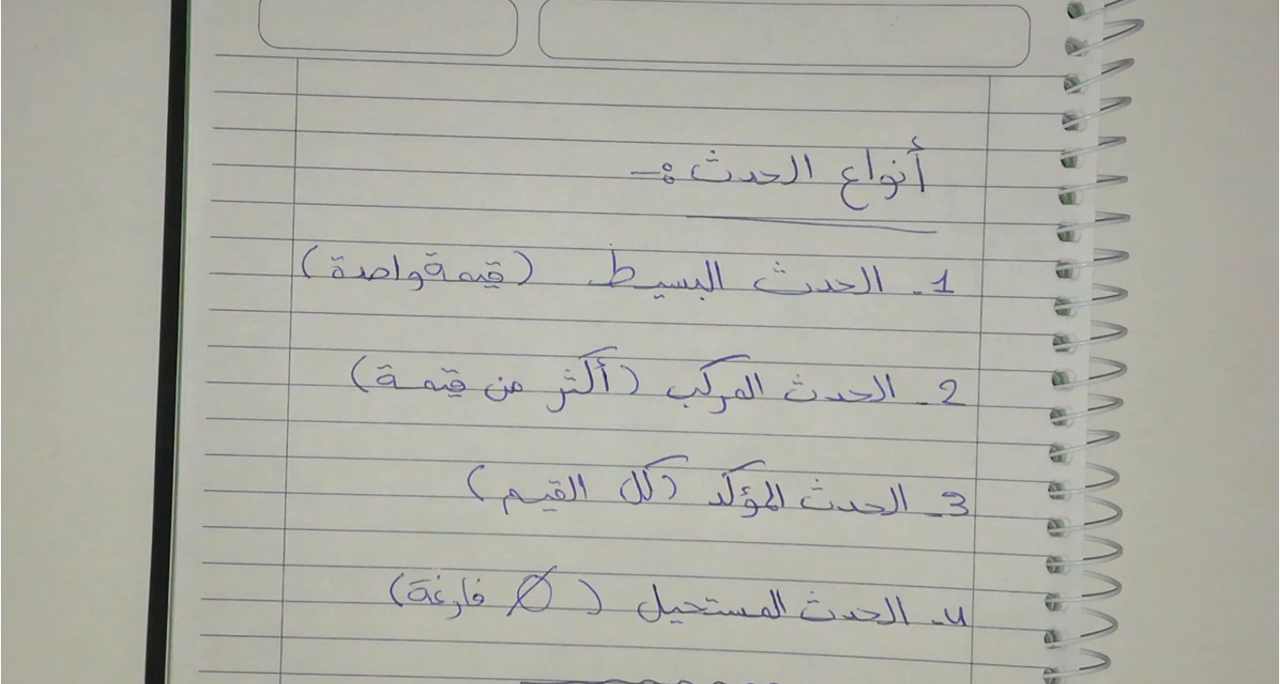 أنواع الحدث :-
1- الحدث البسيط (قيمة واحدة)
2- الحدث المركب (أكثر من قيمة)
3- الحدث المؤكد (كل القيم)
4- الحدث المستحيل (∅ فارغة)